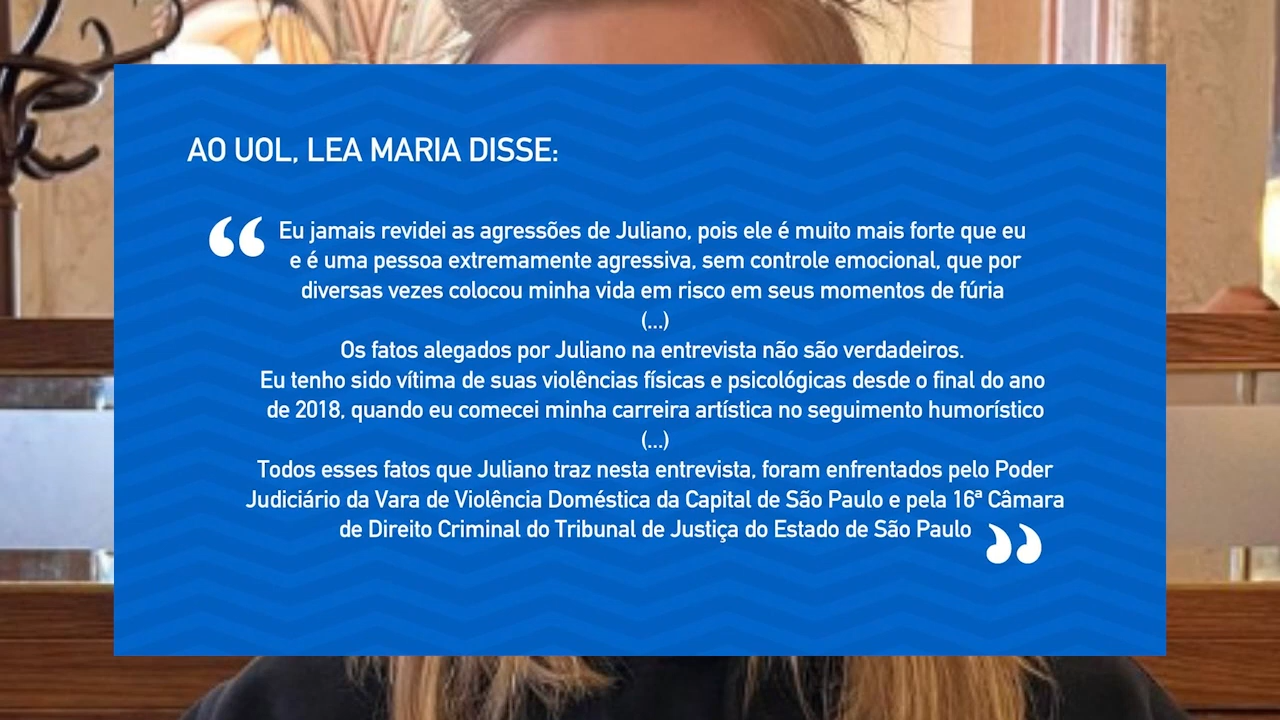 AO UOL, LEA MARIA DISSE:
“ Eu jamais revidei as agressões de Juliano, pois ele é muito mais forte que eu
e é uma pessoa extremamente agressiva, sem controle emocional, que por
diversas vezes colocou minha vida em risco em seus momentos de fúria
(...)
Os fatos alegados por Juliano na entrevista não são verdadeiros.
Eu tenho sido vítima de suas violências físicas e psicológicas desde o final do ano
de 2018, quando eu comecei minha carreira artística no seguimento humorístico
(...)
Todos esses fatos que Juliano traz nesta entrevista, foram enfrentados pelo Poder
Judiciário da Vara de Violência Doméstica da Capital de São Paulo e pela 16ª Câmara
de Direito Criminal do Tribunal de Justiça do Estado de São Paulo ”